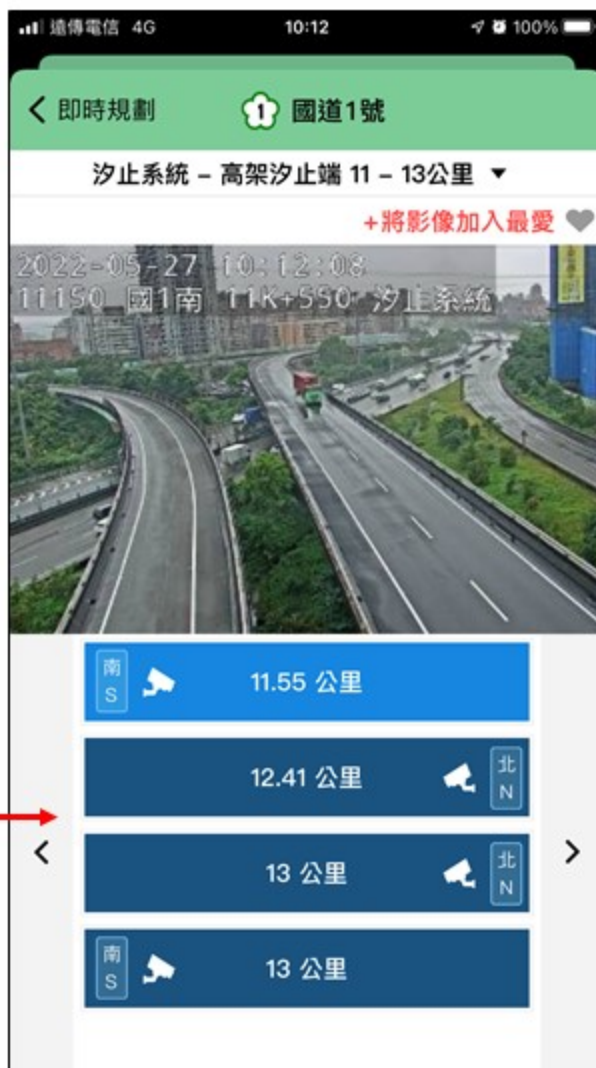 遠傳電信 4G 10:12 100%
即時規劃 1 國道1號
汐止系統 – 高架汐止端 11 – 13公里 ▼
+將影像加入最愛
2022-05-27 10:12:08
11150 國1南 11K+550 汐止系統
南 S 11.55 公里
12.41 公里 北 N
13 公里 北 N
南 S 13 公里